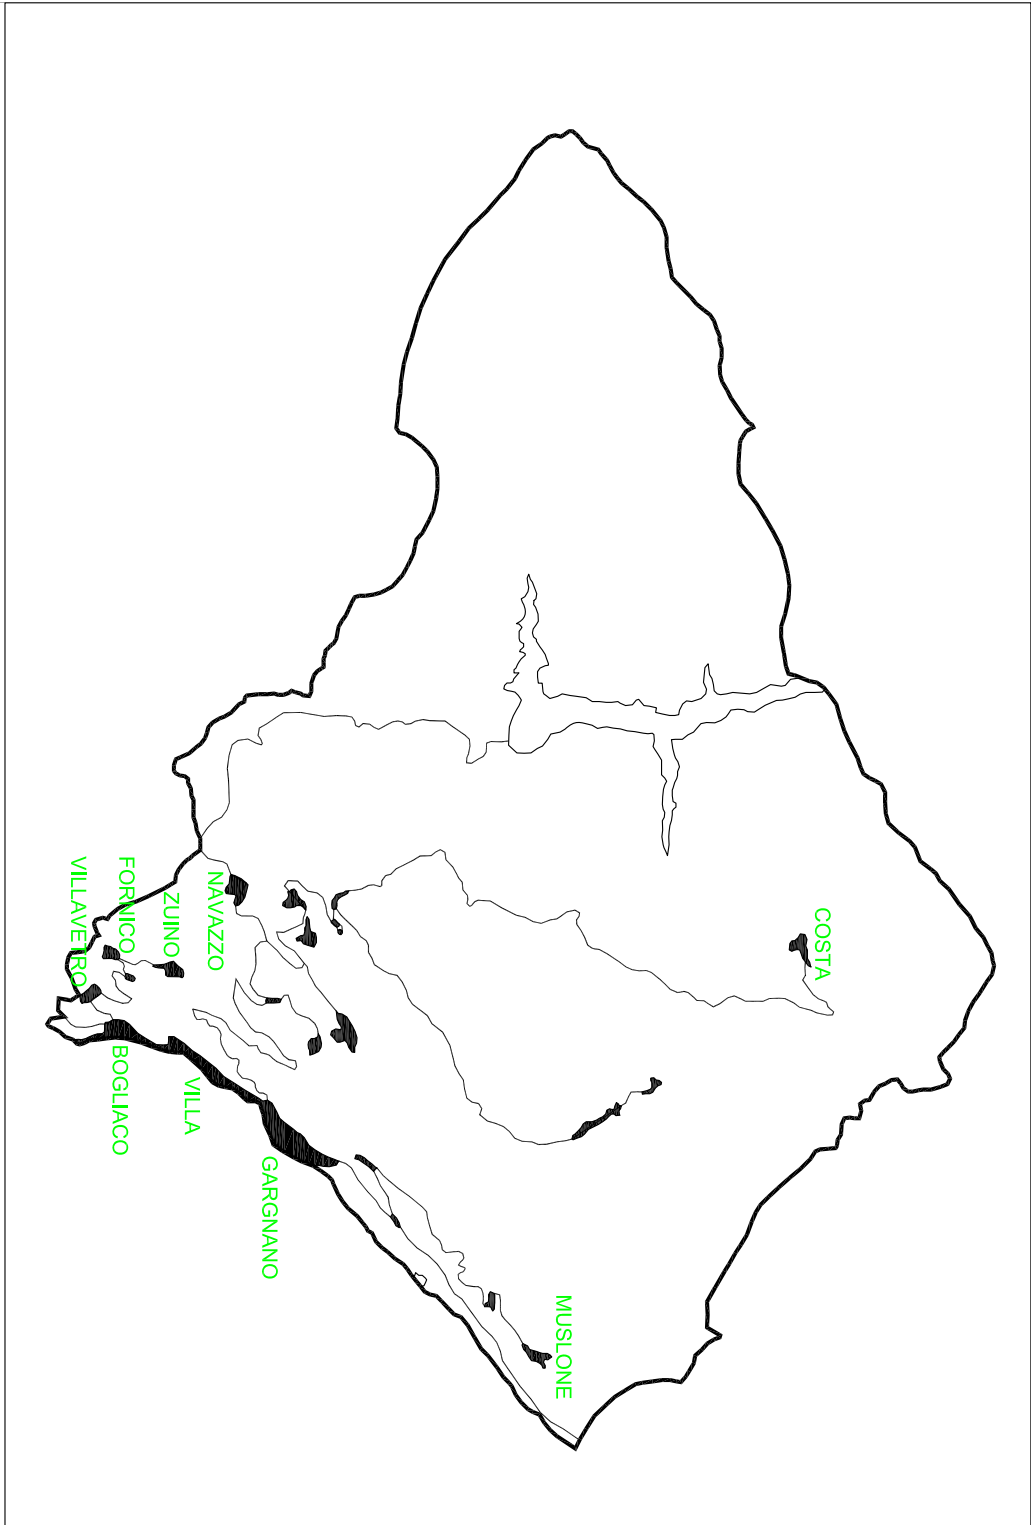 COSTA
MUSLONE
NAVAZZO
GARGNANO
ZUINO
VILLA
FORNICO
BOGLIACO
VILLAVETRO